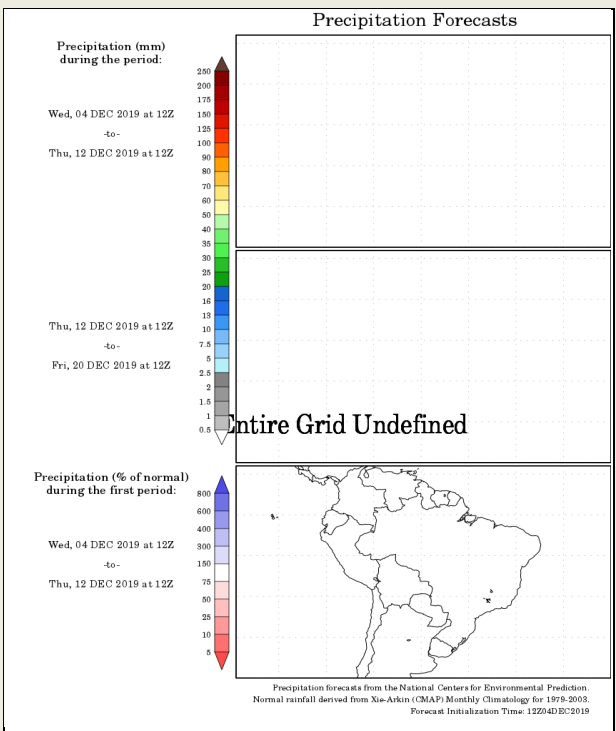 Precipitation Forecasts
Precipitation (mm)
during the period:
250
200
175
150
125
100
90
80
70
60
50
40
35
30
25
20
16
13
10
7.5
5
2.5
2
1.5
1
0.5
Wed, 04 DEC 2019 at 12Z
-to-
Thu, 12 DEC 2019 at 12Z
Thu, 12 DEC 2019 at 12Z
-to-
Fri, 20 DEC 2019 at 12Z
Entire Grid Undefined
Precipitation (% of normal)
during the first period:
800
600
400
300
150
75
50
25
10
5
Wed, 04 DEC 2019 at 12Z
-to-
Thu, 12 DEC 2019 at 12Z
Precipitation forecasts from the National Centers for Environmental Prediction.
Normal rainfall derived from Xie-Arkin (CMAP) Monthly Climatology for 1979-2003.
Forecast Initialization Time: 12Z04DEC2019